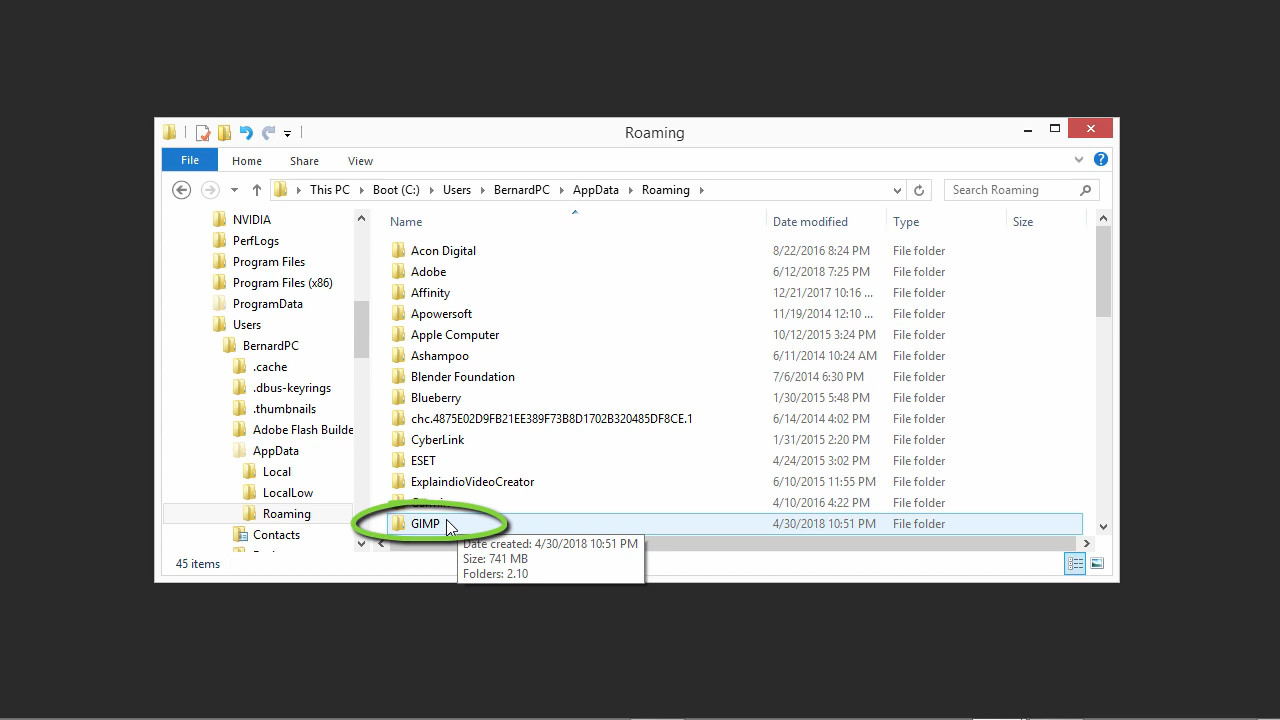 Roaming
File Home Share View
This PC Boot (C:) Users BernardPC AppData Roaming Search Roaming
Name Date modified Type Size
NVIDIA
PerfLogs
Program Files
Program Files (x86)
ProgramData
Users
BernardPC
.cache
.dbus-keyrings
.thumbnails
Adobe Flash Builde
AppData
Local
LocalLow
Roaming
Contacts
Acon Digital 8/22/2016 8:24 PM File folder
Adobe 6/12/2018 7:25 PM File folder
Affinity 12/21/2017 10:16 ... File folder
Apowersoft 11/19/2014 12:10 ... File folder
Apple Computer 10/12/2015 3:24 PM File folder
Ashampoo 6/11/2014 10:24 AM File folder
Blender Foundation 7/6/2014 6:30 PM File folder
Blueberry 1/30/2015 5:48 PM File folder
chc.4875E02D9FB21EE389F73B8D1702B320485DF8CE.1 6/14/2014 4:02 PM File folder
CyberLink 1/31/2015 2:20 PM File folder
ESET 4/24/2015 3:02 PM File folder
ExplaindioVideoCreator 6/10/2015 11:55 PM File folder
4/10/2016 4:22 PM File folder
GIMP 4/30/2018 10:51 PM File folder
Date created: 4/30/2018 10:51 PM
Size: 741 MB
Folders: 2.10
45 items